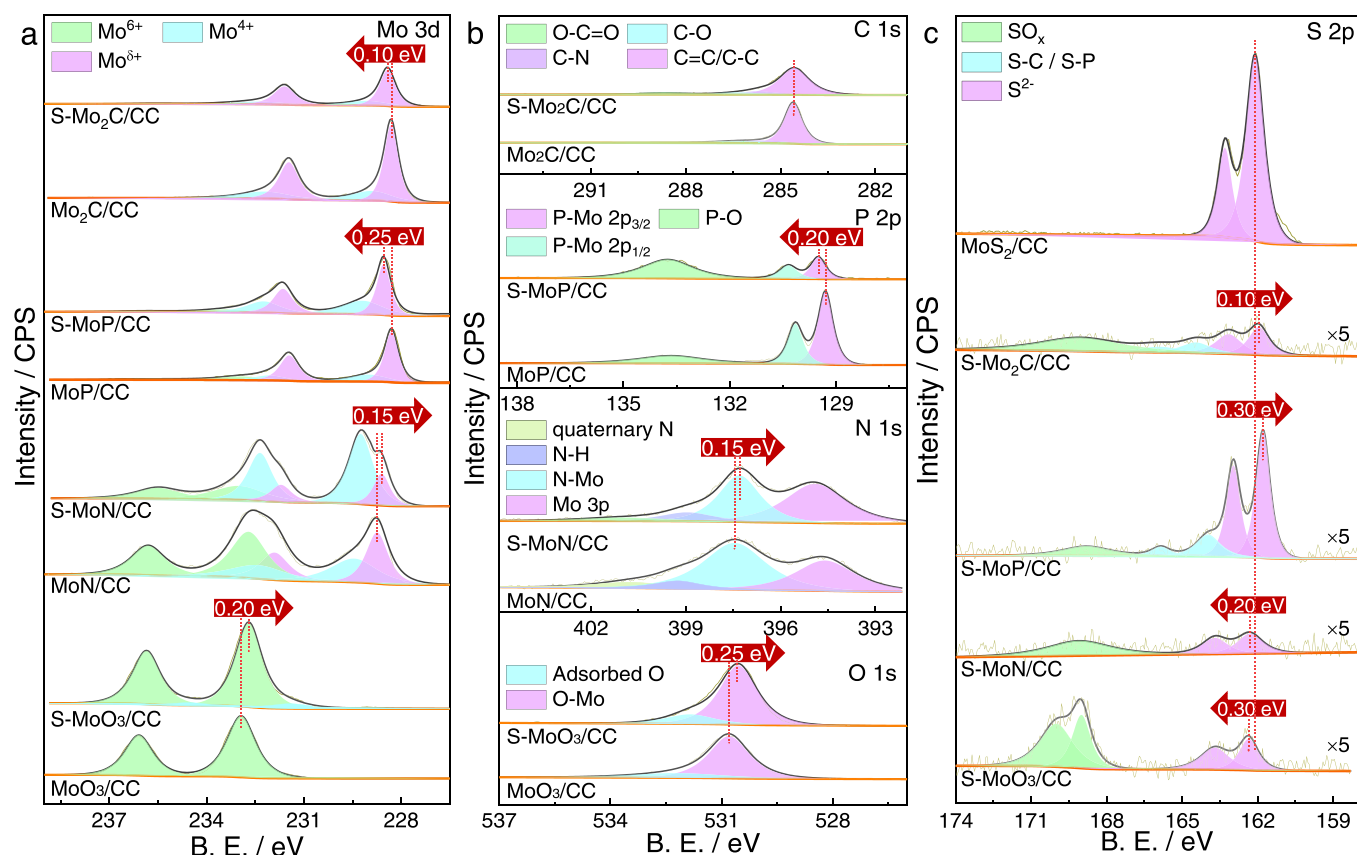 a
Mo6+
Mo4+
Moδ+
Mo 3d
0.10 eV
S-Mo2C/CC
Mo2C/CC
0.25 eV
S-MoP/CC
MoP/CC
0.15 eV
S-MoN/CC
MoN/CC
0.20 eV
S-MoO3/CC
MoO3/CC
237 234 231 228
B. E. / eV
Intensity / CPS
b
C 1s
O-C=O
C-O
C-N
C=C/C-C
S-Mo2C/CC
Mo2C/CC
291 288 285 282
P 2p
P-Mo 2p3/2
P-O
P-Mo 2p1/2
0.20 eV
S-MoP/CC
MoP/CC
138 135 132 129
N 1s
quaternary N
N-H
N-Mo
Mo 3p
0.15 eV
S-MoN/CC
MoN/CC
402 399 396 393
O 1s
0.25 eV
Adsorbed O
O-Mo
S-MoO3/CC
MoO3/CC
537 534 531 528
B. E. / eV
Intensity / CPS
c
S 2p
SOx
S-C / S-P
S2-
MoS2/CC
0.10 eV
×5
S-Mo2C/CC
0.30 eV
×5
S-MoP/CC
0.20 eV
×5
S-MoN/CC
0.30 eV
×5
S-MoO3/CC
174 171 168 165 162 159
B. E. / eV
Intensity / CPS